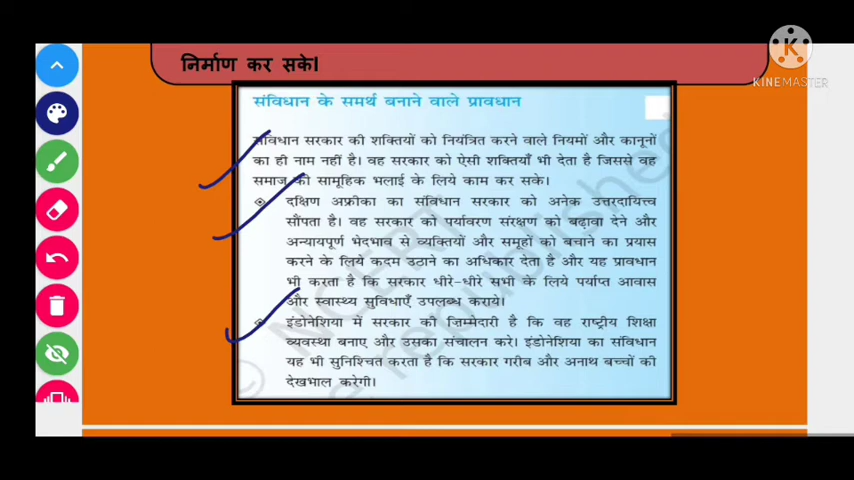 निर्माण कर सके।
K
KINEMASTER
संविधान के समर्थ बनाने वाले प्रावधान
संविधान सरकार की शक्तियों को नियंत्रित करने वाले नियमों और कानूनों
का ही नाम नहीं है। वह सरकार को ऐसी शक्तियाँ भी देता है जिससे वह
समाज की सामूहिक भलाई के लिये काम कर सके।
दक्षिण अफ्रीका का संविधान सरकार को अनेक उत्तरदायित्त्व
सौंपता है। वह सरकार को पर्यावरण संरक्षण को बढ़ावा देने और
अन्यायपूर्ण भेदभाव से व्यक्तियों और समूहों को बचाने का प्रयास
करने के लिये कदम उठाने का अधिकार देता है और यह प्रावधान
भी करता है कि सरकार धीरे-धीरे सभी के लिये पर्याप्त आवास
और स्वास्थ्य सुविधाएँ उपलब्ध कराये।
इंडोनेशिया में सरकार की ज़िम्मेदारी है कि वह राष्ट्रीय शिक्षा
व्यवस्था बनाए और उसका संचालन करे। इंडोनेशिया का संविधान
यह भी सुनिश्चित करता है कि सरकार गरीब और अनाथ बच्चों की
देखभाल करेगी।
© NCERT
republished